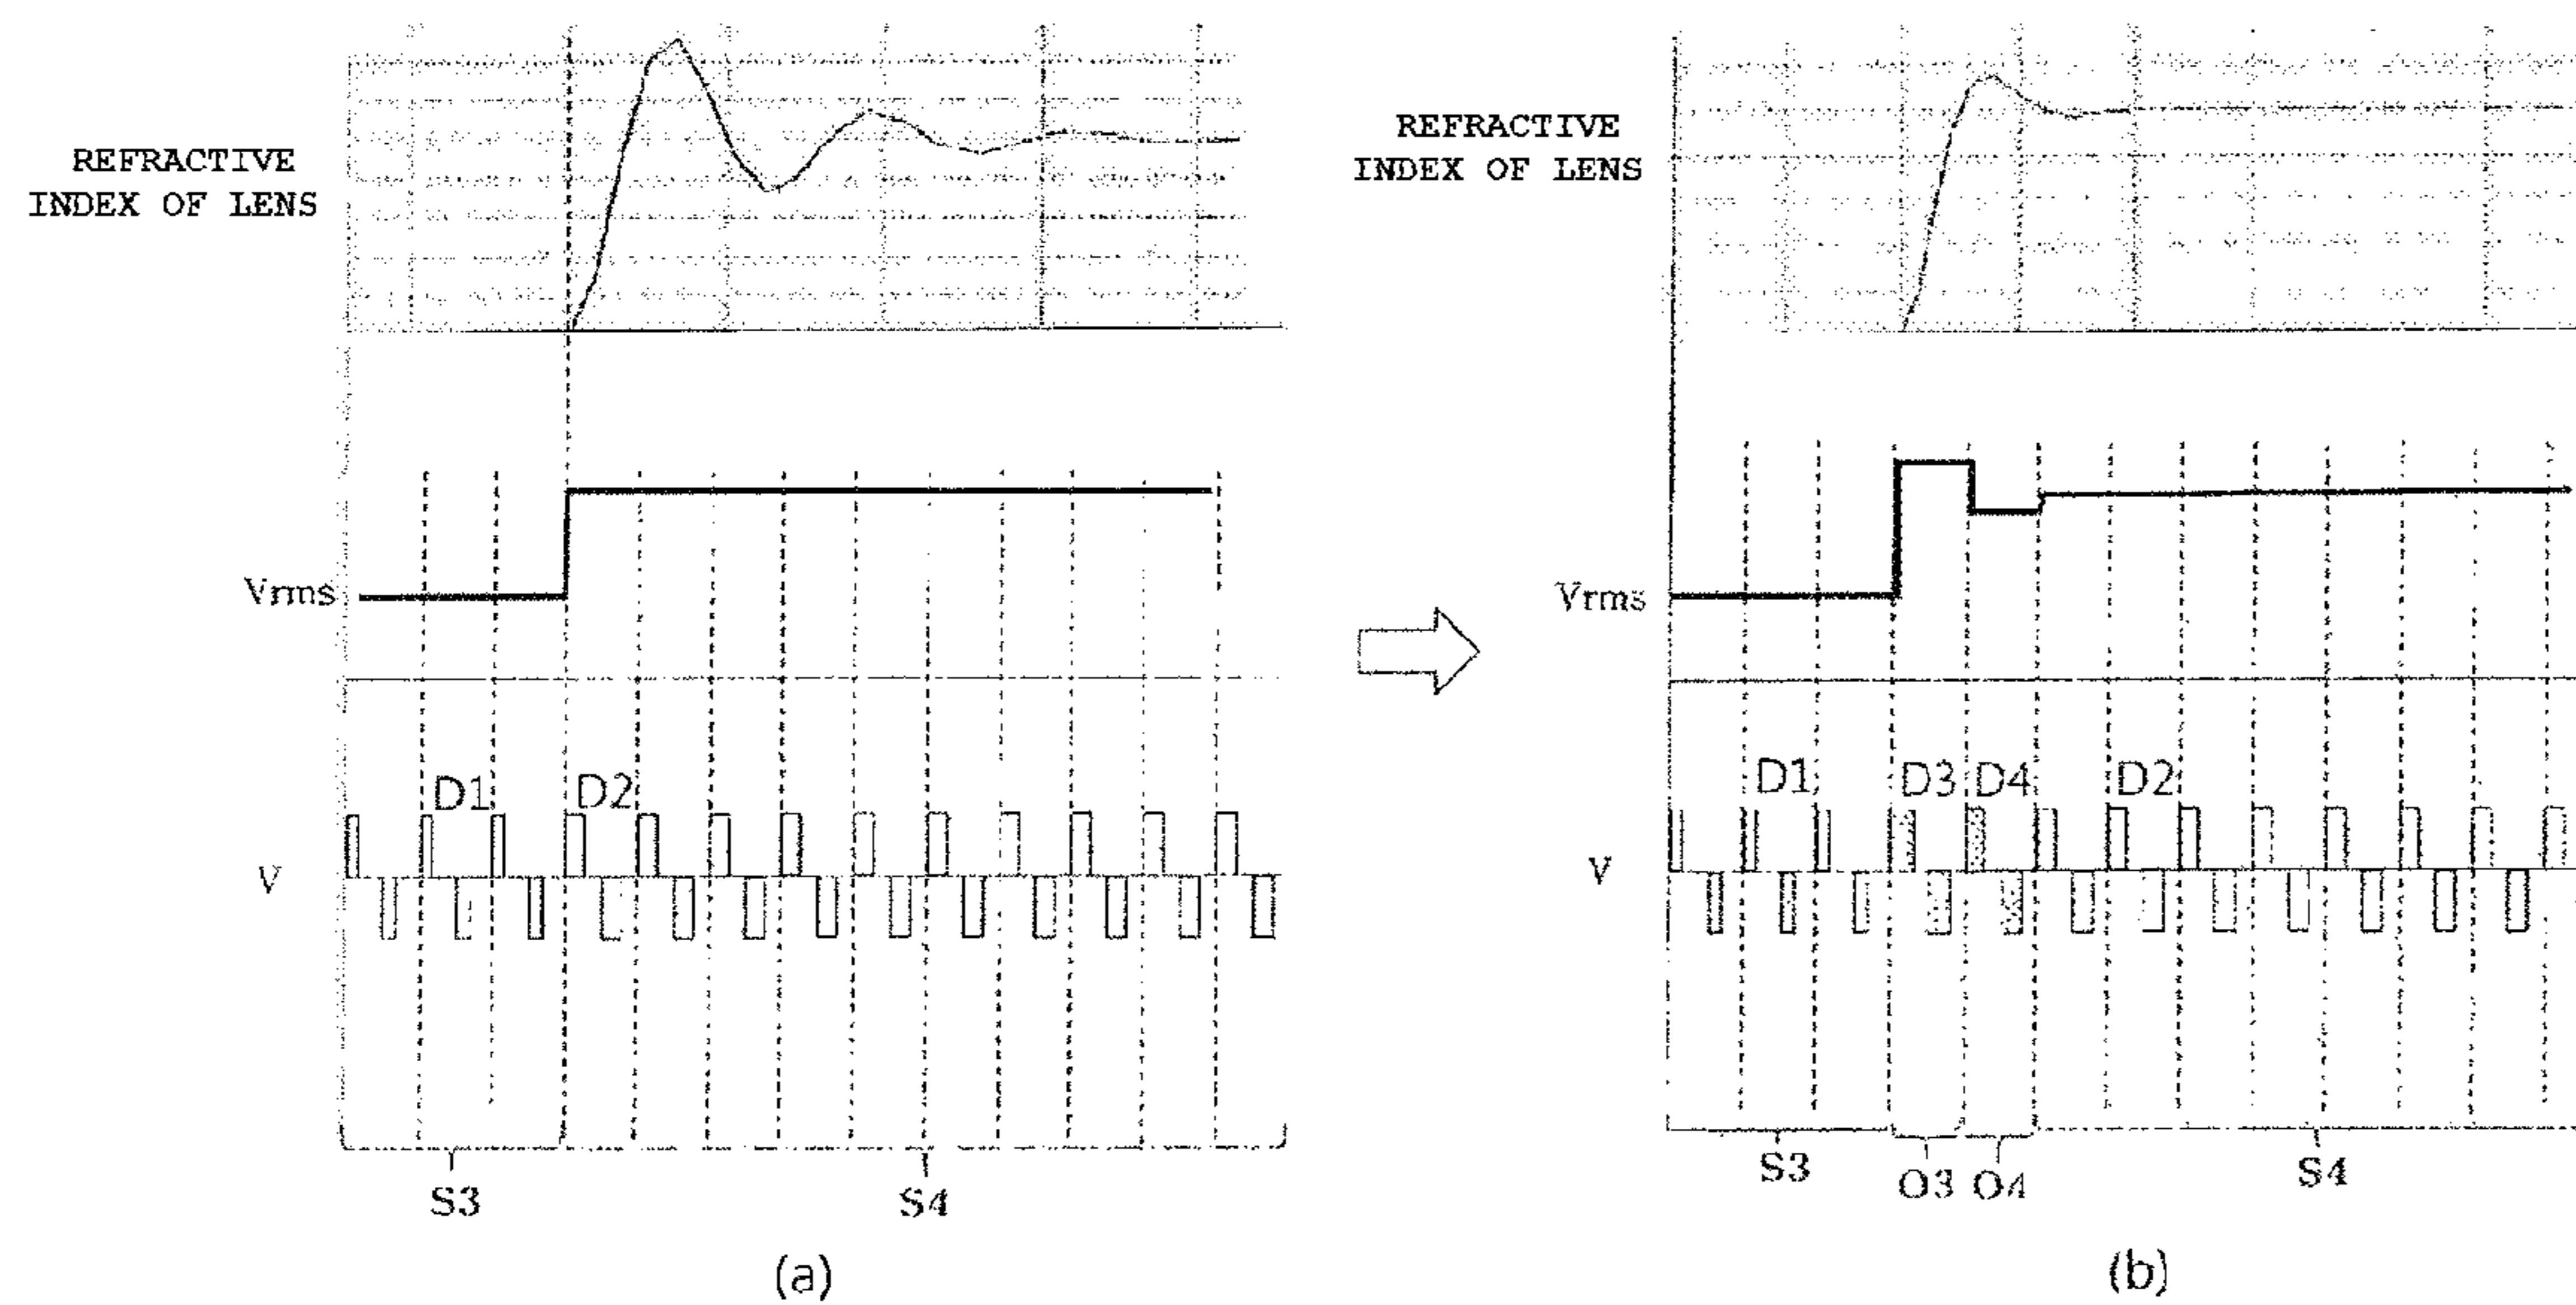 REFRACTIVE
INDEX OF LENS
Vrms
D1
D2
V
S3
S4
(a)
REFRACTIVE
INDEX OF LENS
Vrms
D1
D3
D4
D2
V
S3
O3
O4
S4
(b)